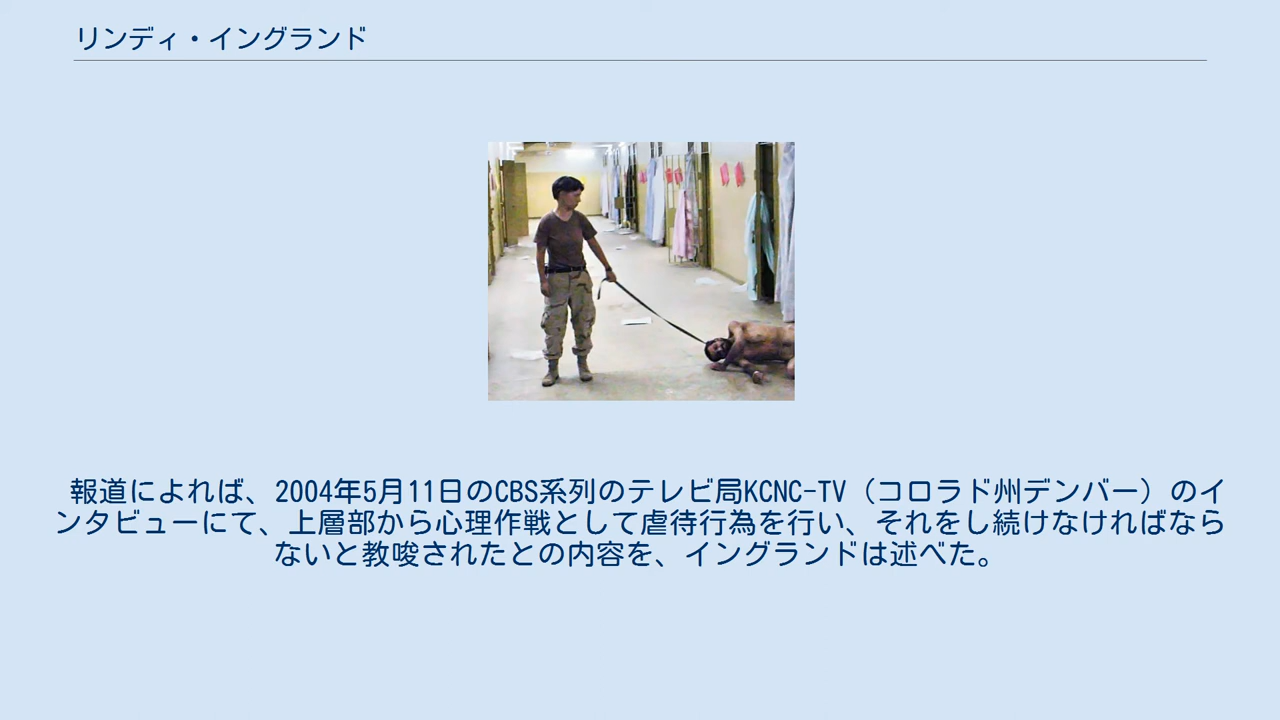 リンディ・イングランド
報道によれば、2004年5月11日のCBS系列のテレビ局KCNC-TV（コロラド州デンバー）のイ
ンタビューにて、上層部から心理作戦として虐待行為を行い、それをし続けなければなら
ないと教唆されたとの内容を、イングランドは述べた。